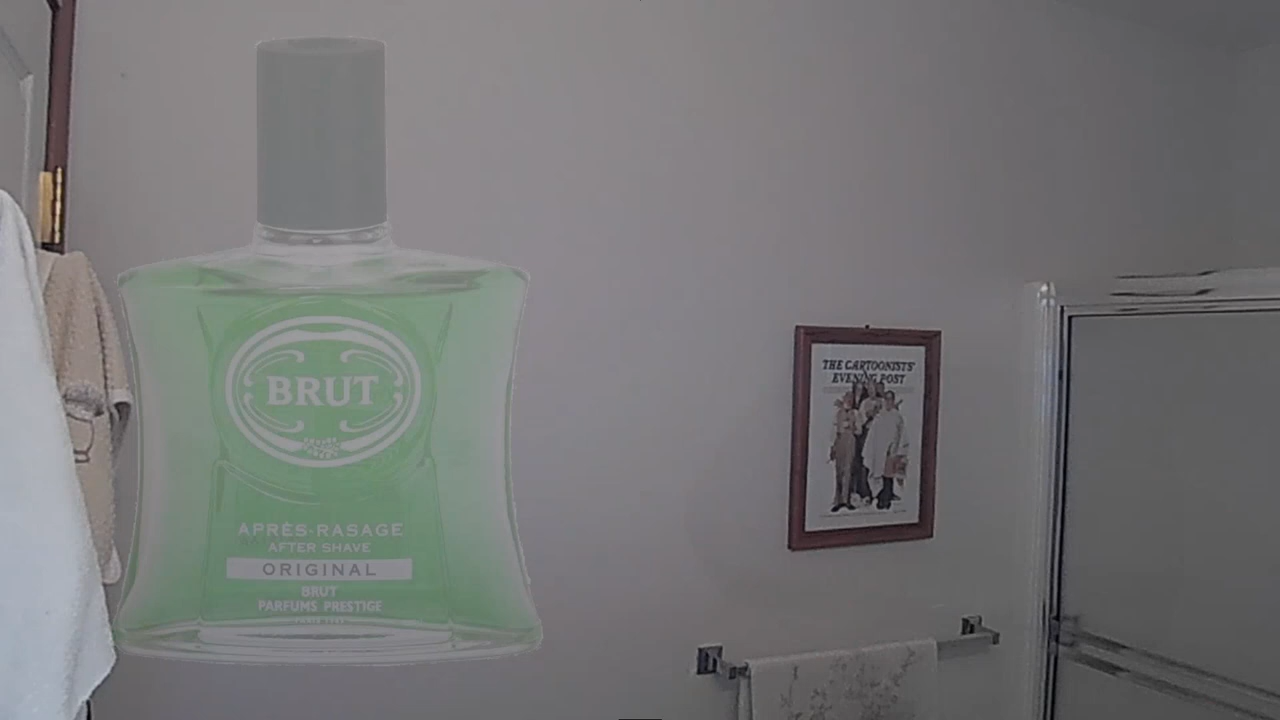 BRUT
APRÈS-RASAGE
AFTER SHAVE
ORIGINAL
BRUT
PARFUMS PRESTIGE
THE CARTOONISTS'
EVENING POST